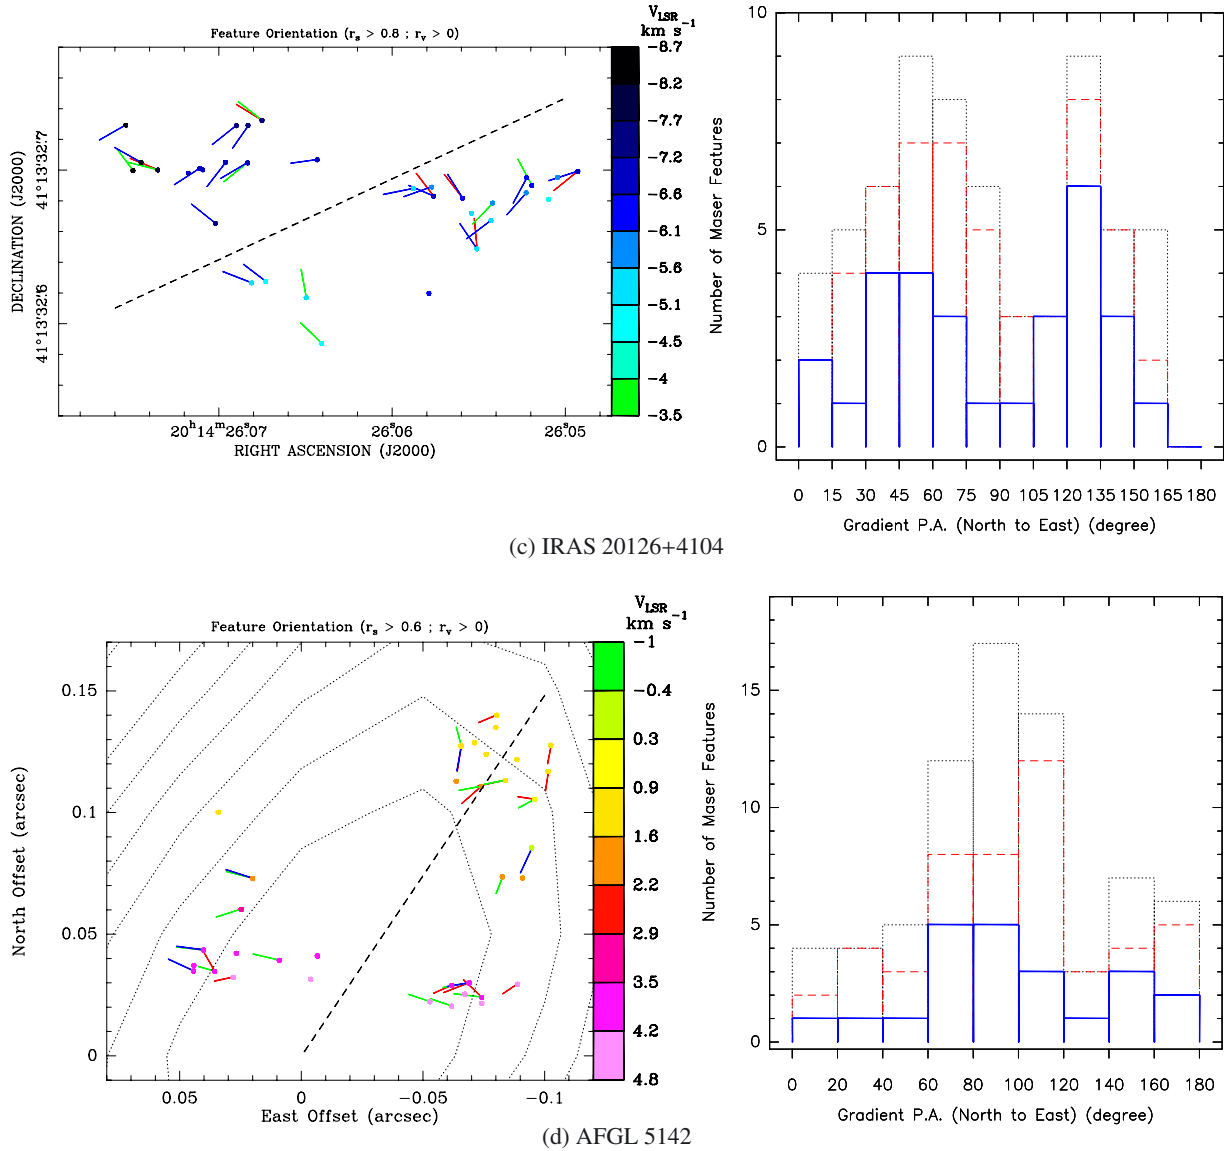 Feature Orientation (r_s > 0.8 ; r_v > 0)
V_LSR
km s^-1
-8.7
-8.2
-7.7
-7.2
-6.6
-6.1
-5.6
-5.1
-4.5
-4
-3.5
DECLINATION (J2000)
41°13'32."7
41°13'32."6
20^h14^m26.^s07
26.^s06
26.^s05
RIGHT ASCENSION (J2000)
Number of Maser Features
10
5
0
0 15 30 45 60 75 90 105 120 135 150 165 180
Gradient P.A. (North to East) (degree)
(c) IRAS 20126+4104
Feature Orientation (r_s > 0.6 ; r_v > 0)
V_LSR
km s^-1
-1
-0.4
0.3
0.9
1.6
2.2
2.9
3.5
4.2
4.8
North Offset (arcsec)
0.15
0.1
0.05
0
0.05 0 -0.05 -0.1
East Offset (arcsec)
Number of Maser Features
15
10
5
0
0 20 40 60 80 100 120 140 160 180
Gradient P.A. (North to East) (degree)
(d) AFGL 5142